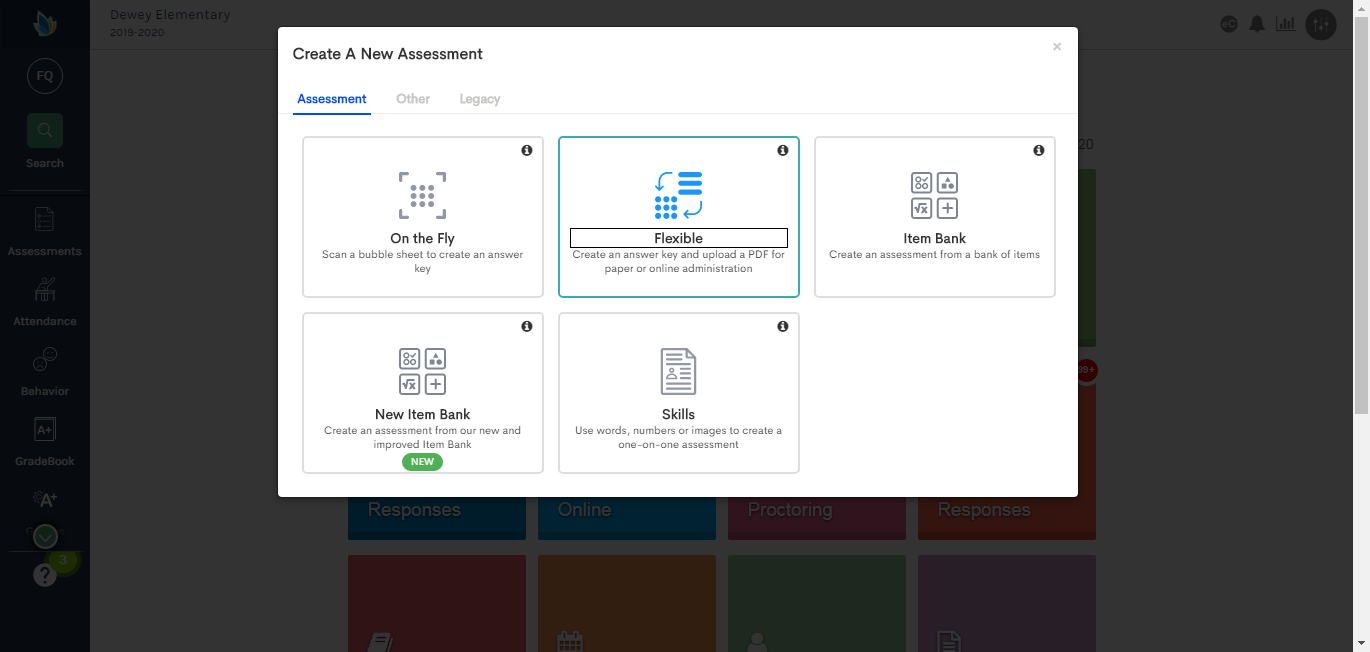 Dewey Elementary
2019-2020
eC
FQ
Search
Assessments
Attendance
Behavior
A+
GradeBook
A+
3
?
Create A New Assessment
×
Assessment
Other
Legacy
On the Fly
Scan a bubble sheet to create an answer
key
Flexible
Create an answer key and upload a PDF for
paper or online administration
Item Bank
Create an assessment from a bank of items
New Item Bank
Create an assessment from our new and
improved Item Bank
NEW
Skills
Use words, numbers or images to create a
one-on-one assessment
20
99+
Responses
Online
Proctoring
Responses